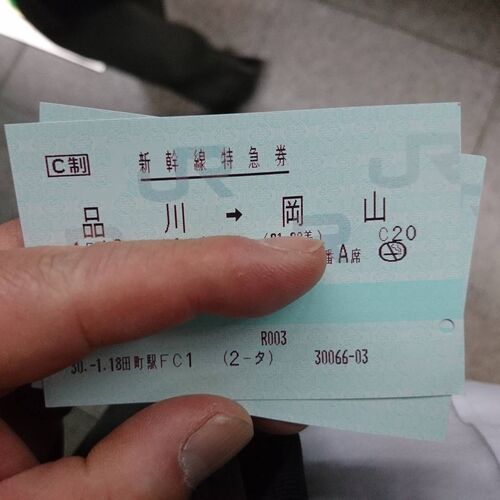 C制 新幹線特急券
品川 → 岡山
番A席 C20
R003
30.-1.18田町駅FC1 (2-タ) 30066-03